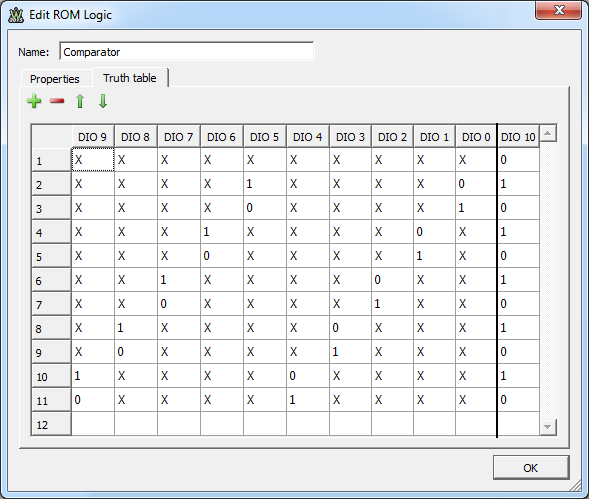 Edit ROM Logic
Name: Comparator
Properties Truth table
DIO 9 DIO 8 DIO 7 DIO 6 DIO 5 DIO 4 DIO 3 DIO 2 DIO 1 DIO 0 DIO 10
1 X X X X X X X X X X 0
2 X X X X 1 X X X X 0 1
3 X X X X 0 X X X X 1 0
4 X X X 1 X X X X 0 X 1
5 X X X 0 X X X X 1 X 0
6 X X 1 X X X X 0 X X 1
7 X X 0 X X X X 1 X X 0
8 X 1 X X X X 0 X X X 1
9 X 0 X X X X 1 X X X 0
10 1 X X X X 0 X X X X 1
11 0 X X X X 1 X X X X 0
12
OK